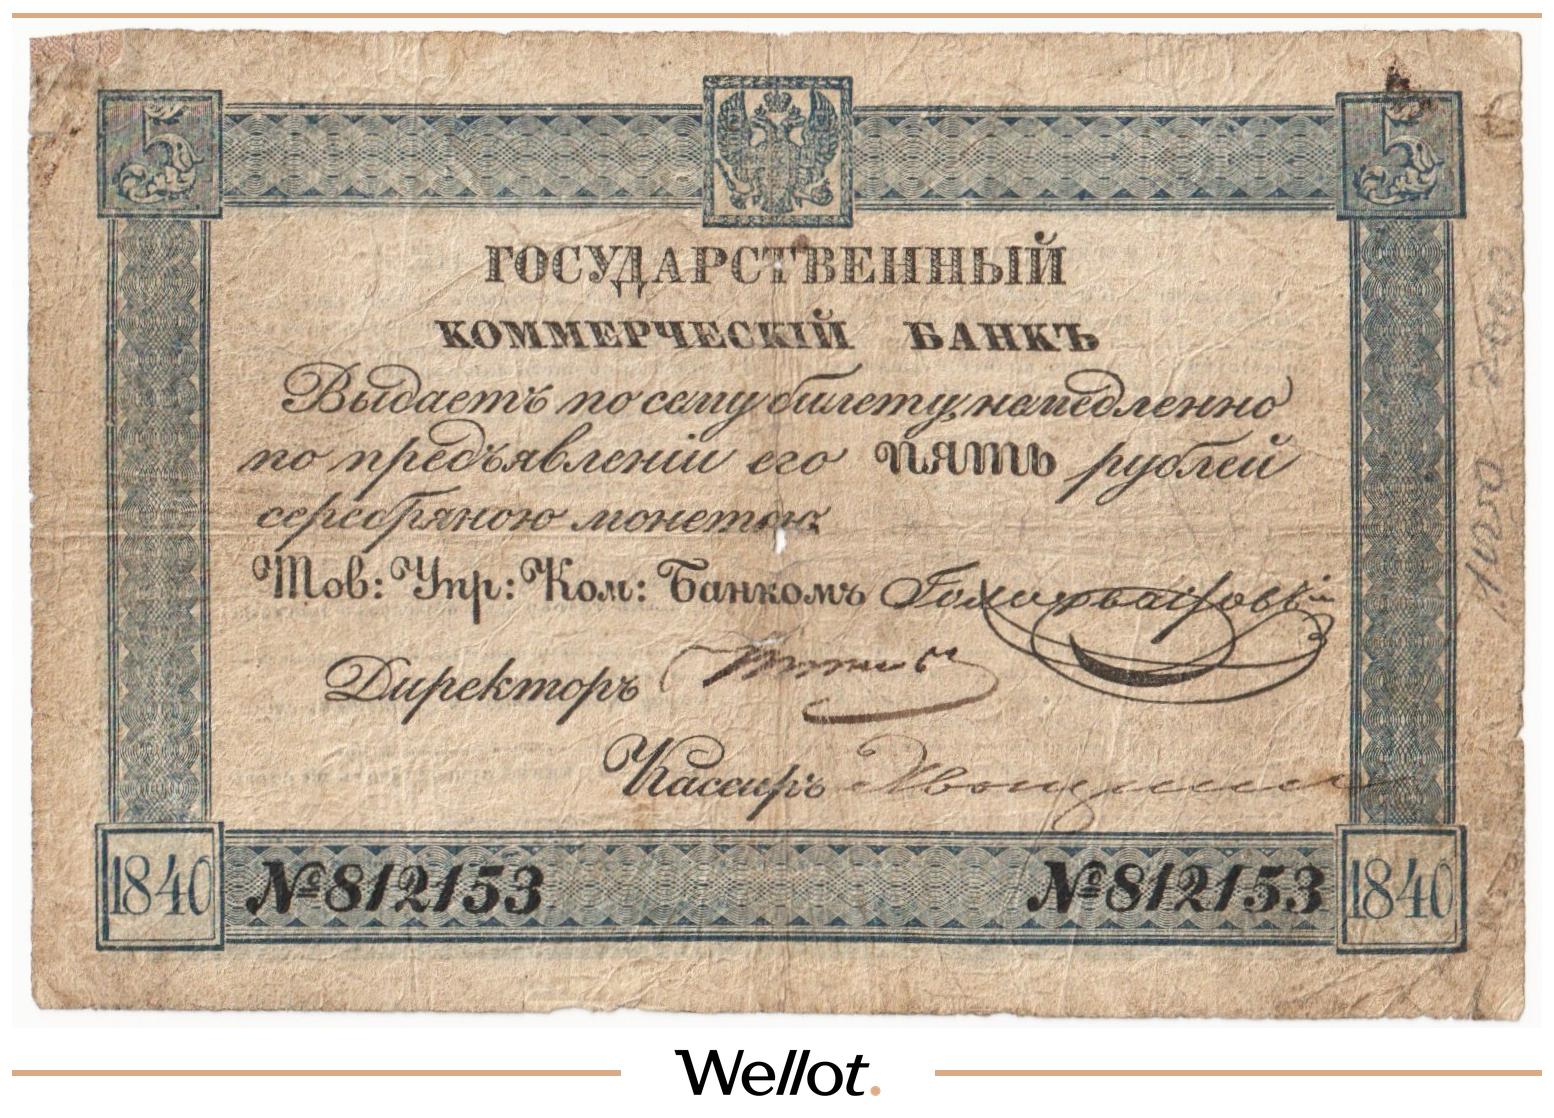 5 5
ГОСУДАРСТВЕННЫЙ
КОММЕРЧЕСКІЙ БАНКЪ
Выдаетъ по сему билету, немедленно
по предъявленіи его ПЯТЬ рублей
серебряною монетою.
Тов: Упр: Ком: Банкомъ
Директоръ
Кассиръ
1840 №812153 №812153 1840
Wellot.